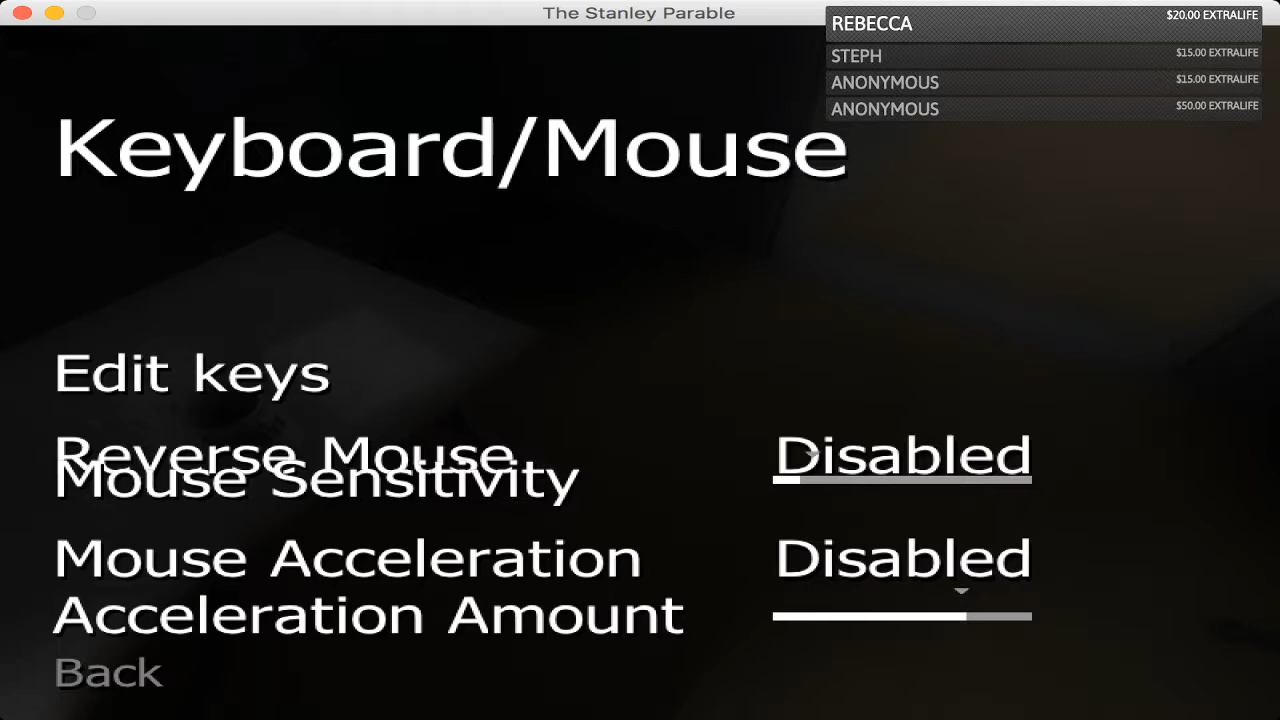 The Stanley Parable
REBECCA $20.00 EXTRALIFE
STEPH $15.00 EXTRALIFE
ANONYMOUS $15.00 EXTRALIFE
ANONYMOUS $50.00 EXTRALIFE
Keyboard/Mouse
Edit keys
Reverse Mouse Disabled
Mouse Sensitivity
Mouse Acceleration Disabled
Acceleration Amount
Back